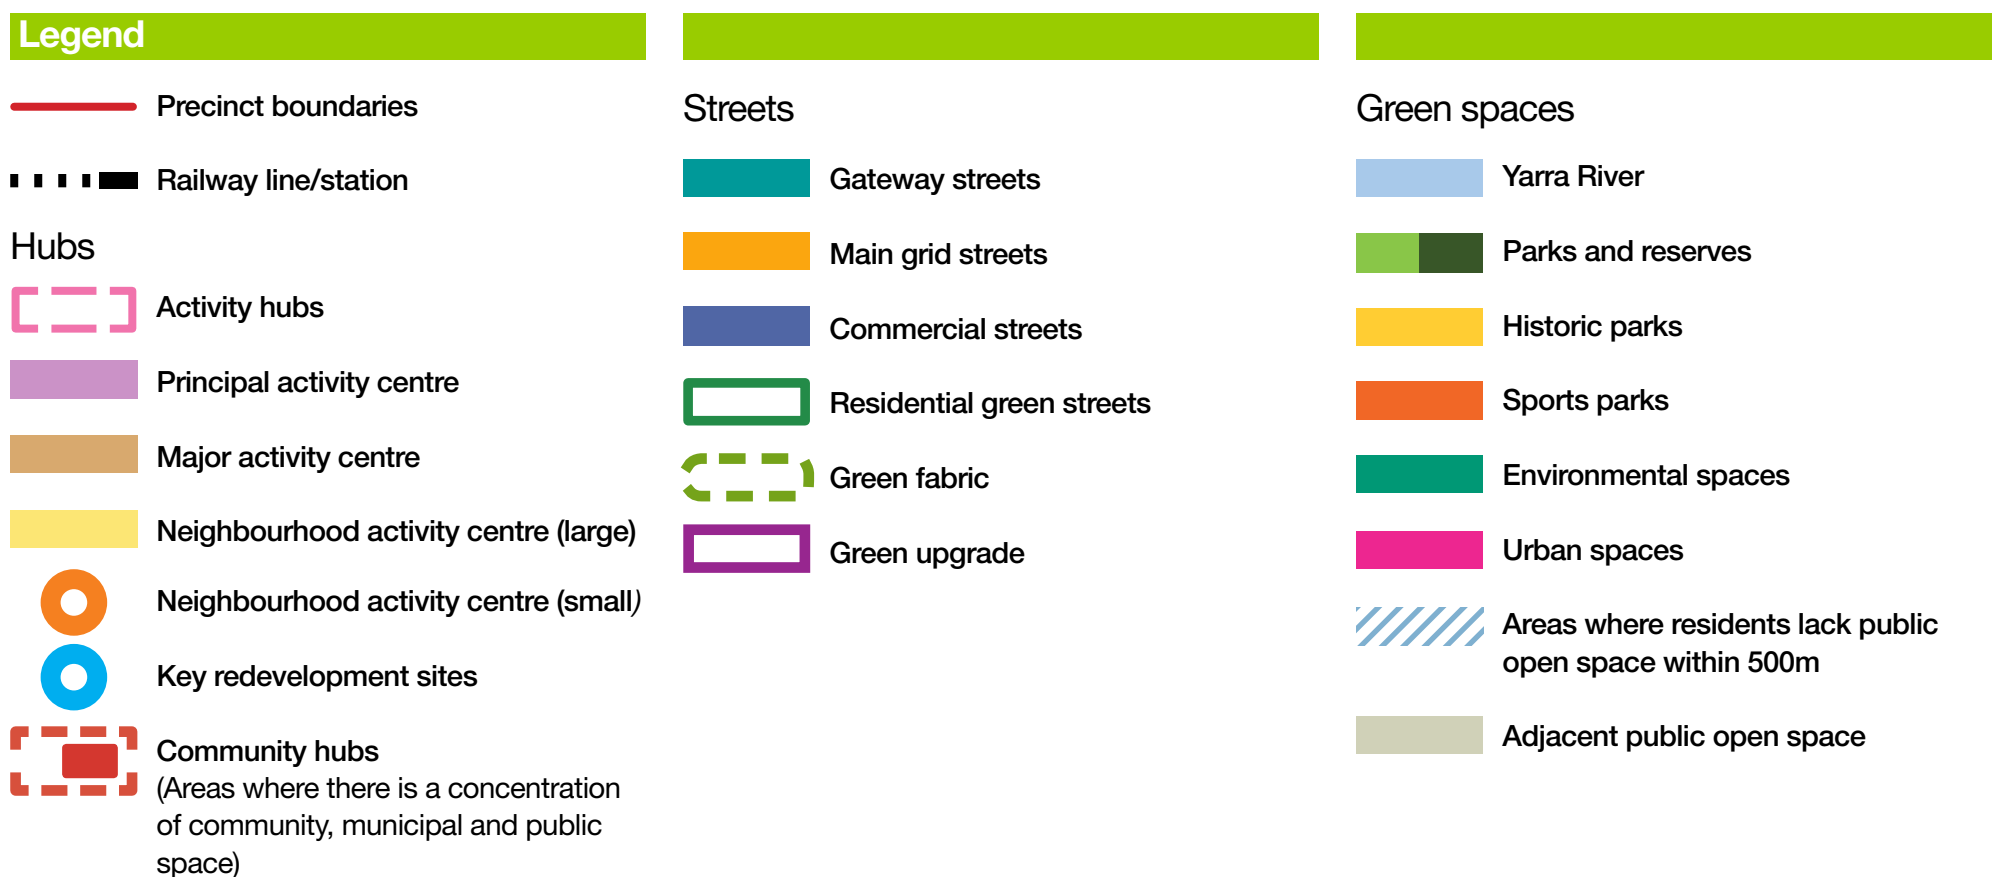 Legend
Precinct boundaries
Railway line/station
Hubs
Activity hubs
Principal activity centre
Major activity centre
Neighbourhood activity centre (large)
Neighbourhood activity centre (small)
Key redevelopment sites
Community hubs
(Areas where there is a concentration
of community, municipal and public
space)
Streets
Gateway streets
Main grid streets
Commercial streets
Residential green streets
Green fabric
Green upgrade
Green spaces
Yarra River
Parks and reserves
Historic parks
Sports parks
Environmental spaces
Urban spaces
Areas where residents lack public
open space within 500m
Adjacent public open space